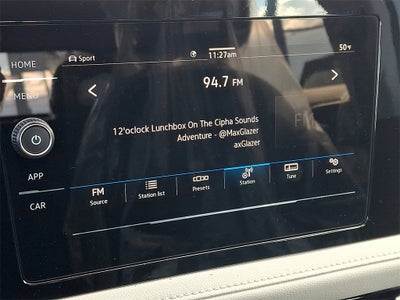 Sport
11:27am
50°F
HOME
MENU
94.7 FM
FM
12'oclock Lunchbox On The Cipha Sounds
Adventure - @MaxGlazer
axGlazer
APP
CAR
FM
Source
Station list
Presets
Station
Tune
Settings